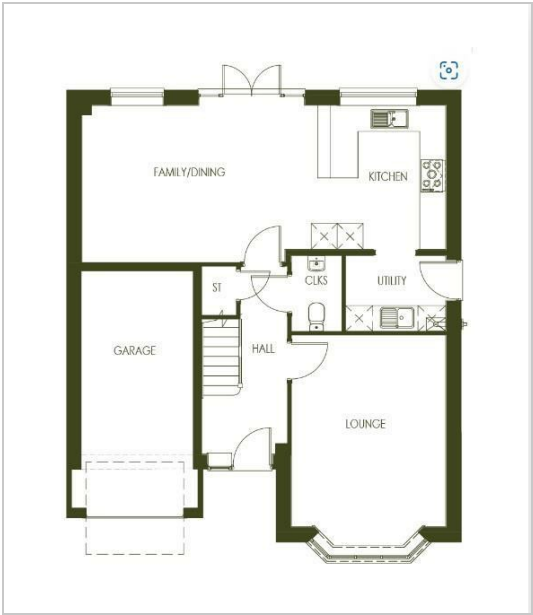 FAMILY/DINING
KITCHEN
ST
CLKS
UTILITY
GARAGE
HALL
LOUNGE